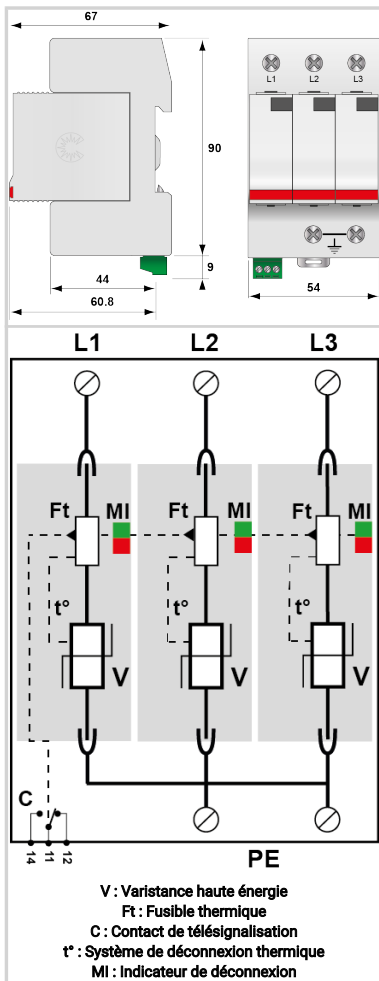 67
L1 L2 L3
90
9
44
60.8
54
L1 L2 L3
Ft MI Ft MI Ft MI
t° t° t°
V V V
C
14 11 12
PE
V : Varistance haute énergie
Ft : Fusible thermique
C : Contact de télésignalisation
t° : Système de déconnexion thermique
MI : Indicateur de déconnexion